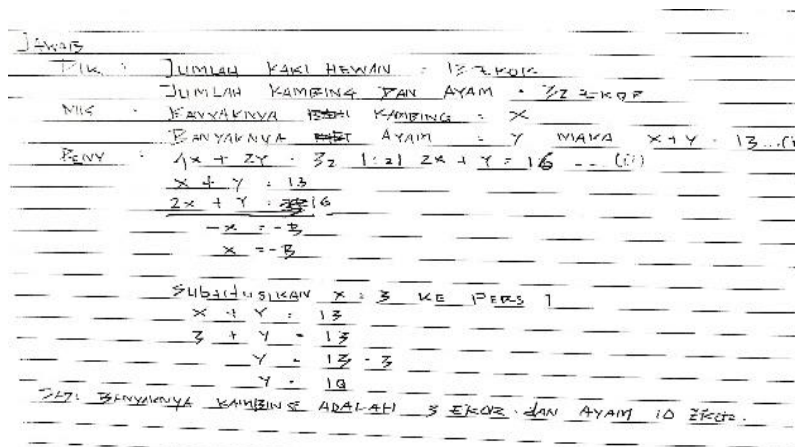 JAWAB
DIK : JUMLAH KAKI HEWAN = 13 EKOR
JUMLAH KAMBING DAN AYAM = 32 EKOR
MIS : BANYAKNYA KAMBING = X
BANYAKNYA AYAM = Y MAKA X+Y = 13...(i
PENY : 4x + 2Y = 32 |:2| 2x + Y = 16 --- (ii)
x + Y = 13
2x + Y = 16
-x = -3
x = -3
SUBSITUSIKAN X = 3 KE PERS 1
X + Y = 13
3 + Y = 13
Y = 13 - 3
Y = 10
BANYAKNYA KAMBING ADALAH 3 EKOR dAN AYAM 10 EKOR.